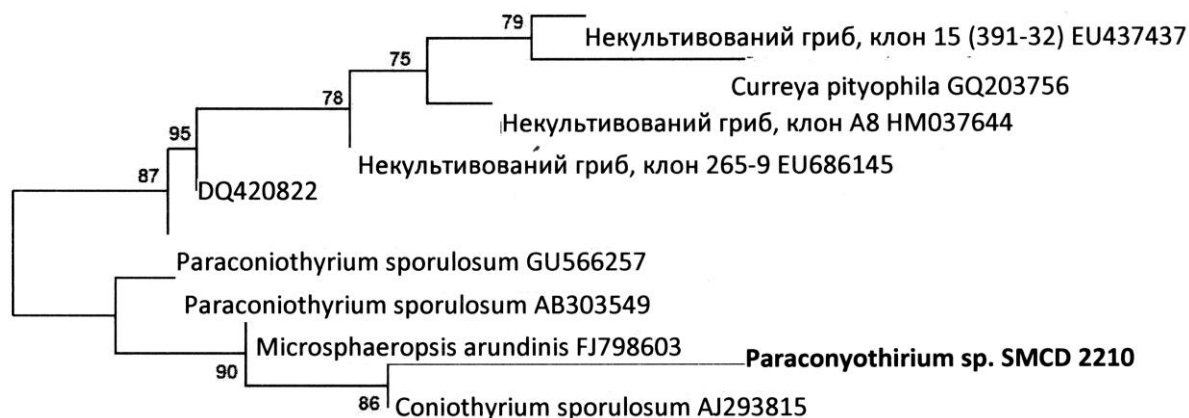 79
Некультивований гриб, клон 15 (391-32) EU437437
75
Curreya pityophila GQ203756
78
Некультивований гриб, клон A8 HM037644
95
Некультивований гриб, клон 265-9 EU686145
87
DQ420822
Paraconiothyrium sporulosum GU566257
Paraconiothyrium sporulosum AB303549
Microsphaeropsis arundinis FJ798603
Paraconyothirium sp. SMCD 2210
90
86
Coniothyrium sporulosum AJ293815